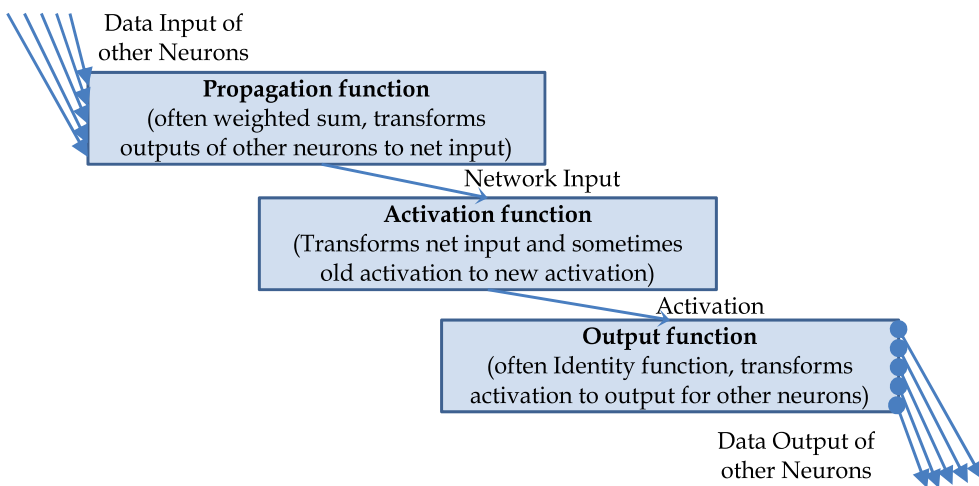 Data Input of
other Neurons
Propagation function
(often weighted sum, transforms
outputs of other neurons to net input)
Network Input
Activation function
(Transforms net input and sometimes
old activation to new activation)
Activation
Output function
(often Identity function, transforms
activation to output for other neurons)
Data Output of
other Neurons